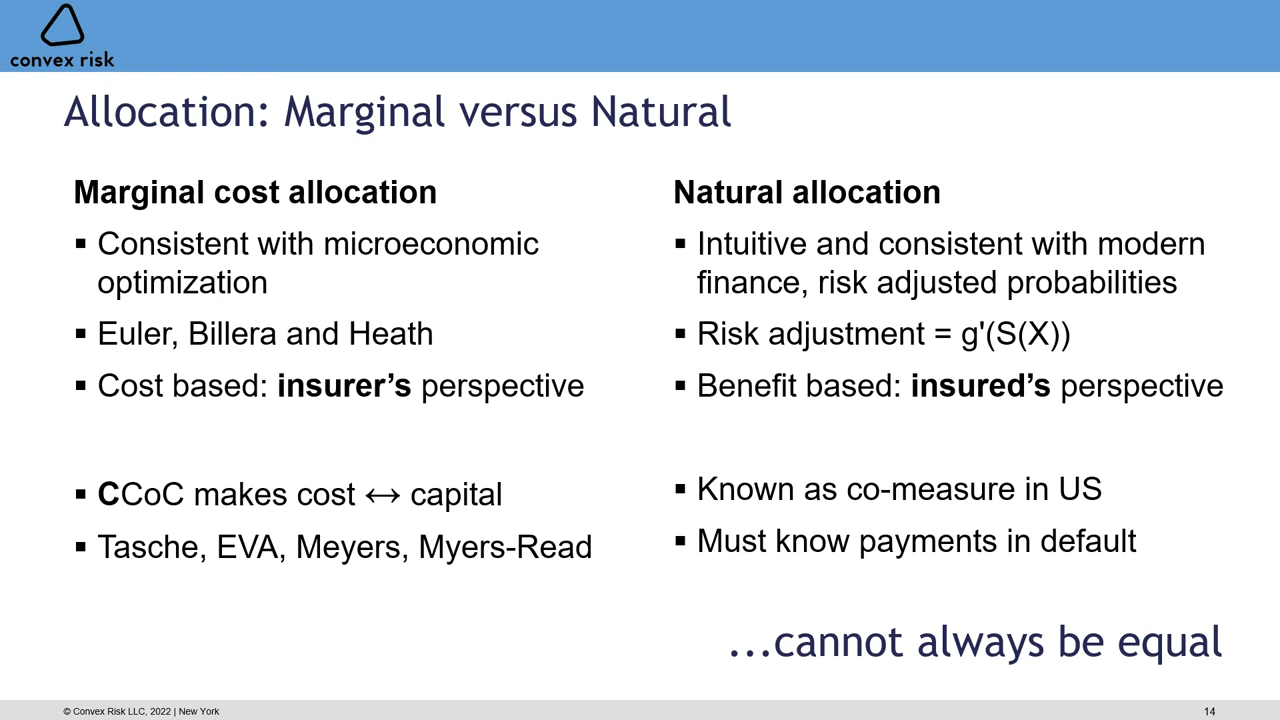 convex risk
Allocation: Marginal versus Natural
Marginal cost allocation
▪ Consistent with microeconomic
optimization
▪ Euler, Billera and Heath
▪ Cost based: insurer’s perspective
▪ CCoC makes cost ↔ capital
▪ Tasche, EVA, Meyers, Myers-Read
Natural allocation
▪ Intuitive and consistent with modern
finance, risk adjusted probabilities
▪ Risk adjustment = g'(S(X))
▪ Benefit based: insured’s perspective
▪ Known as co-measure in US
▪ Must know payments in default
...cannot always be equal
© Convex Risk LLC, 2022 | New York
14